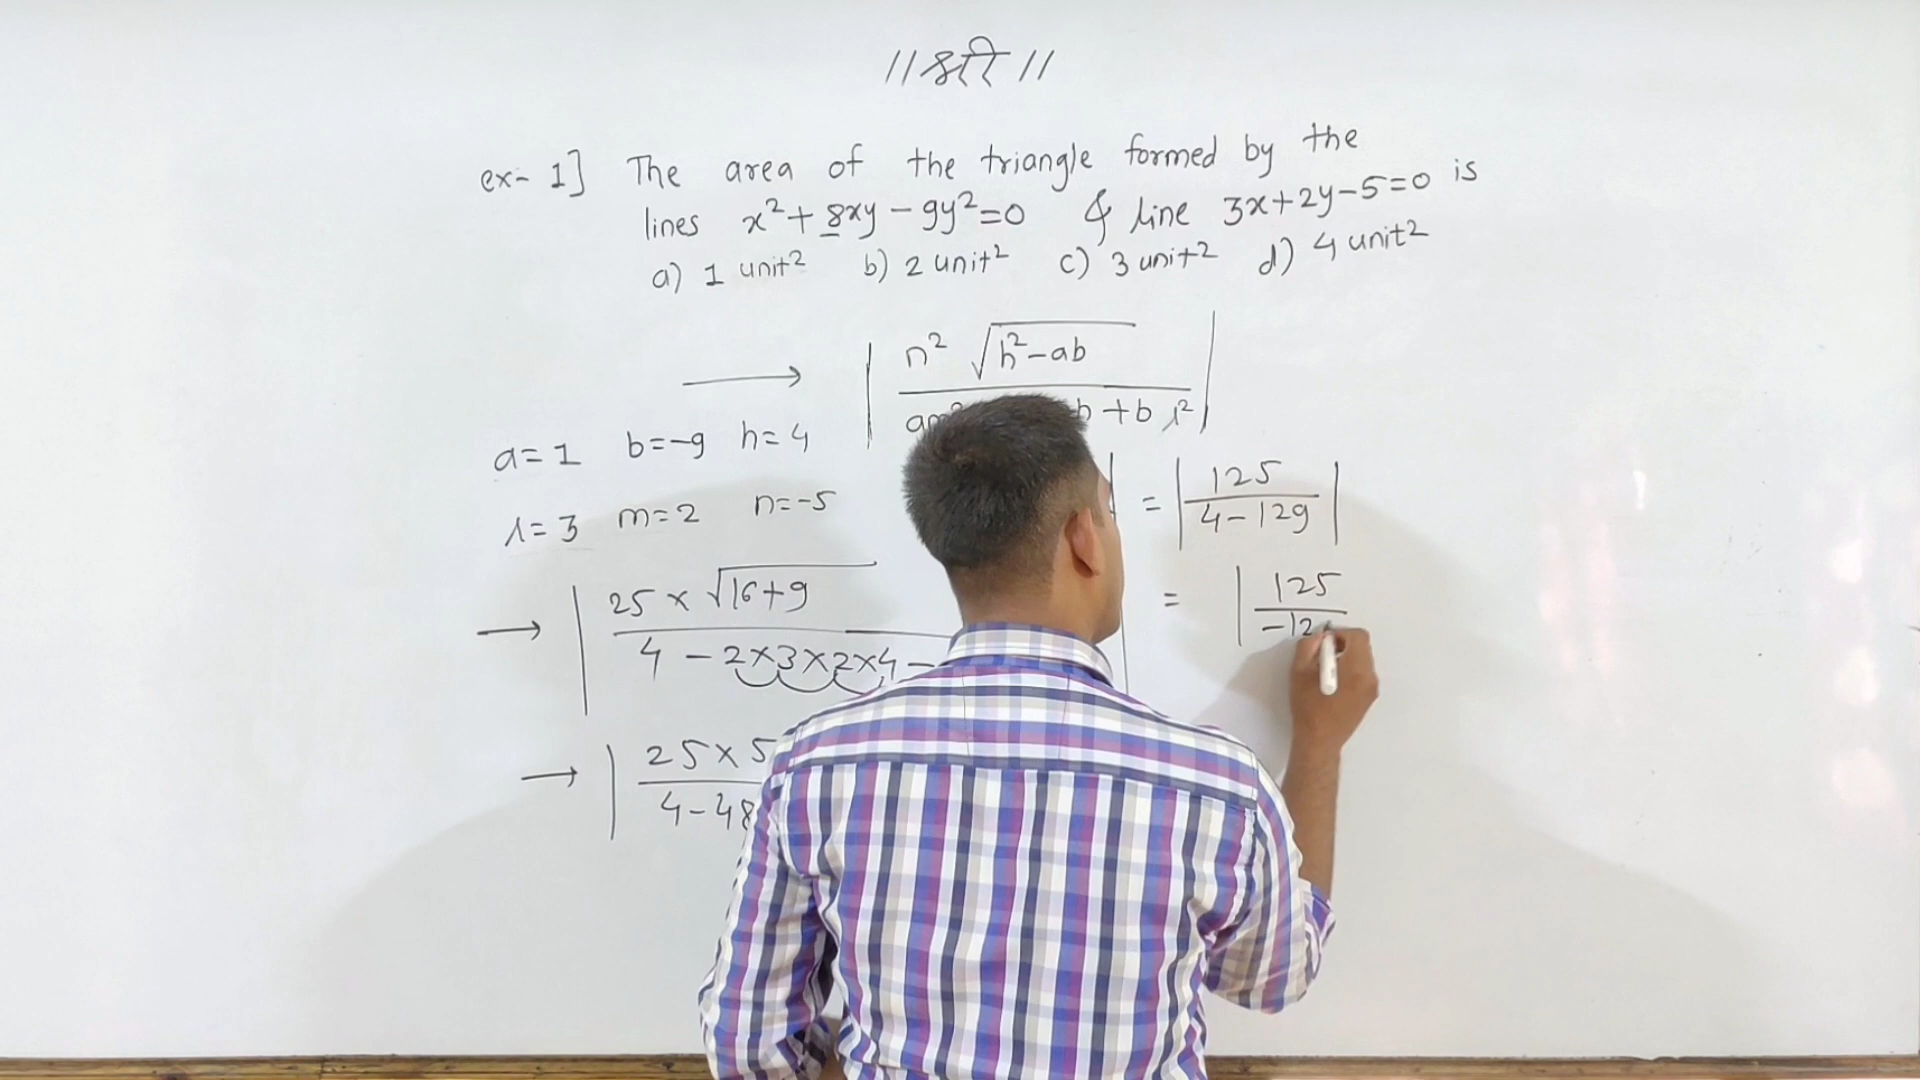 ॥ श्री ॥
ex- 1] The area of the triangle formed by the
lines x²+8xy-9y²=0 & line 3x+2y-5=0 is
a) 1 unit² b) 2 unit² c) 3 unit² d) 4 unit²
→ | n² √h²-ab
+b l² |
a=1 b=-9 h=4
l=3 m=2 n=-5
= | 125 / 4-129 |
→ | 25 × √16+9 / 4 - 2×3×2×4 -
= | 125 / -12
→ | 25×5 / 4-48